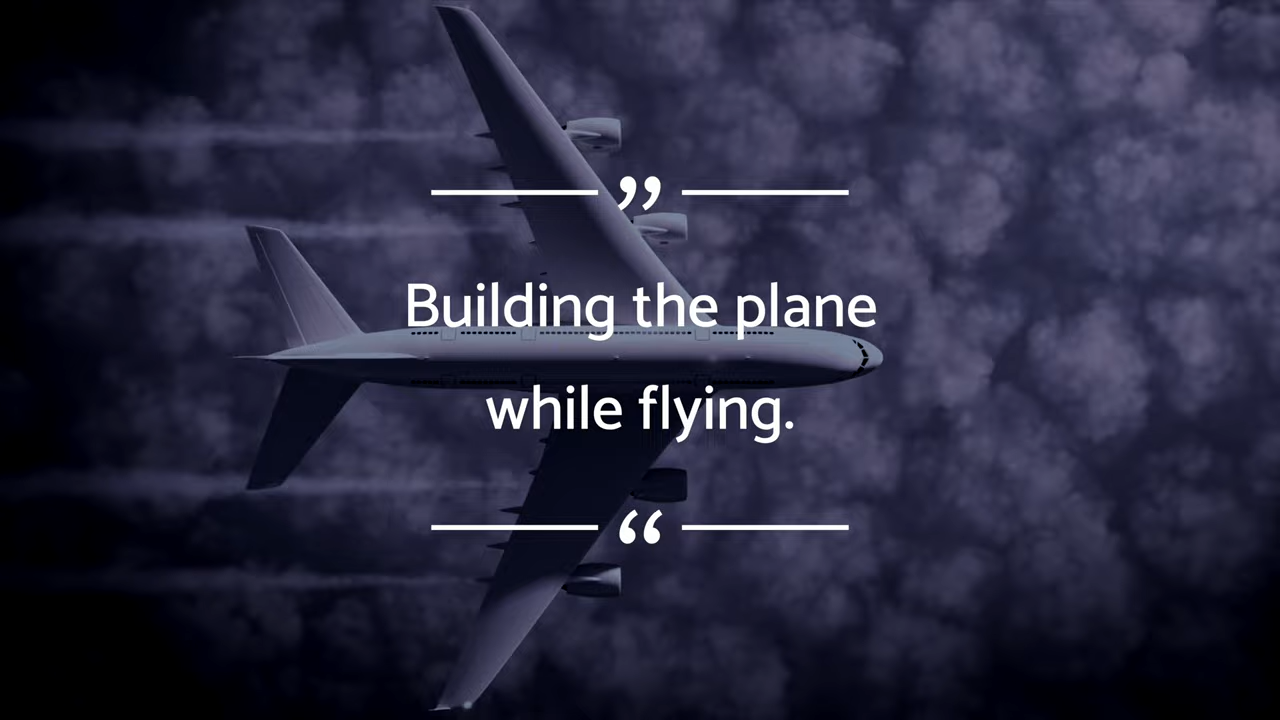 ”
Building the plane
while flying.
“